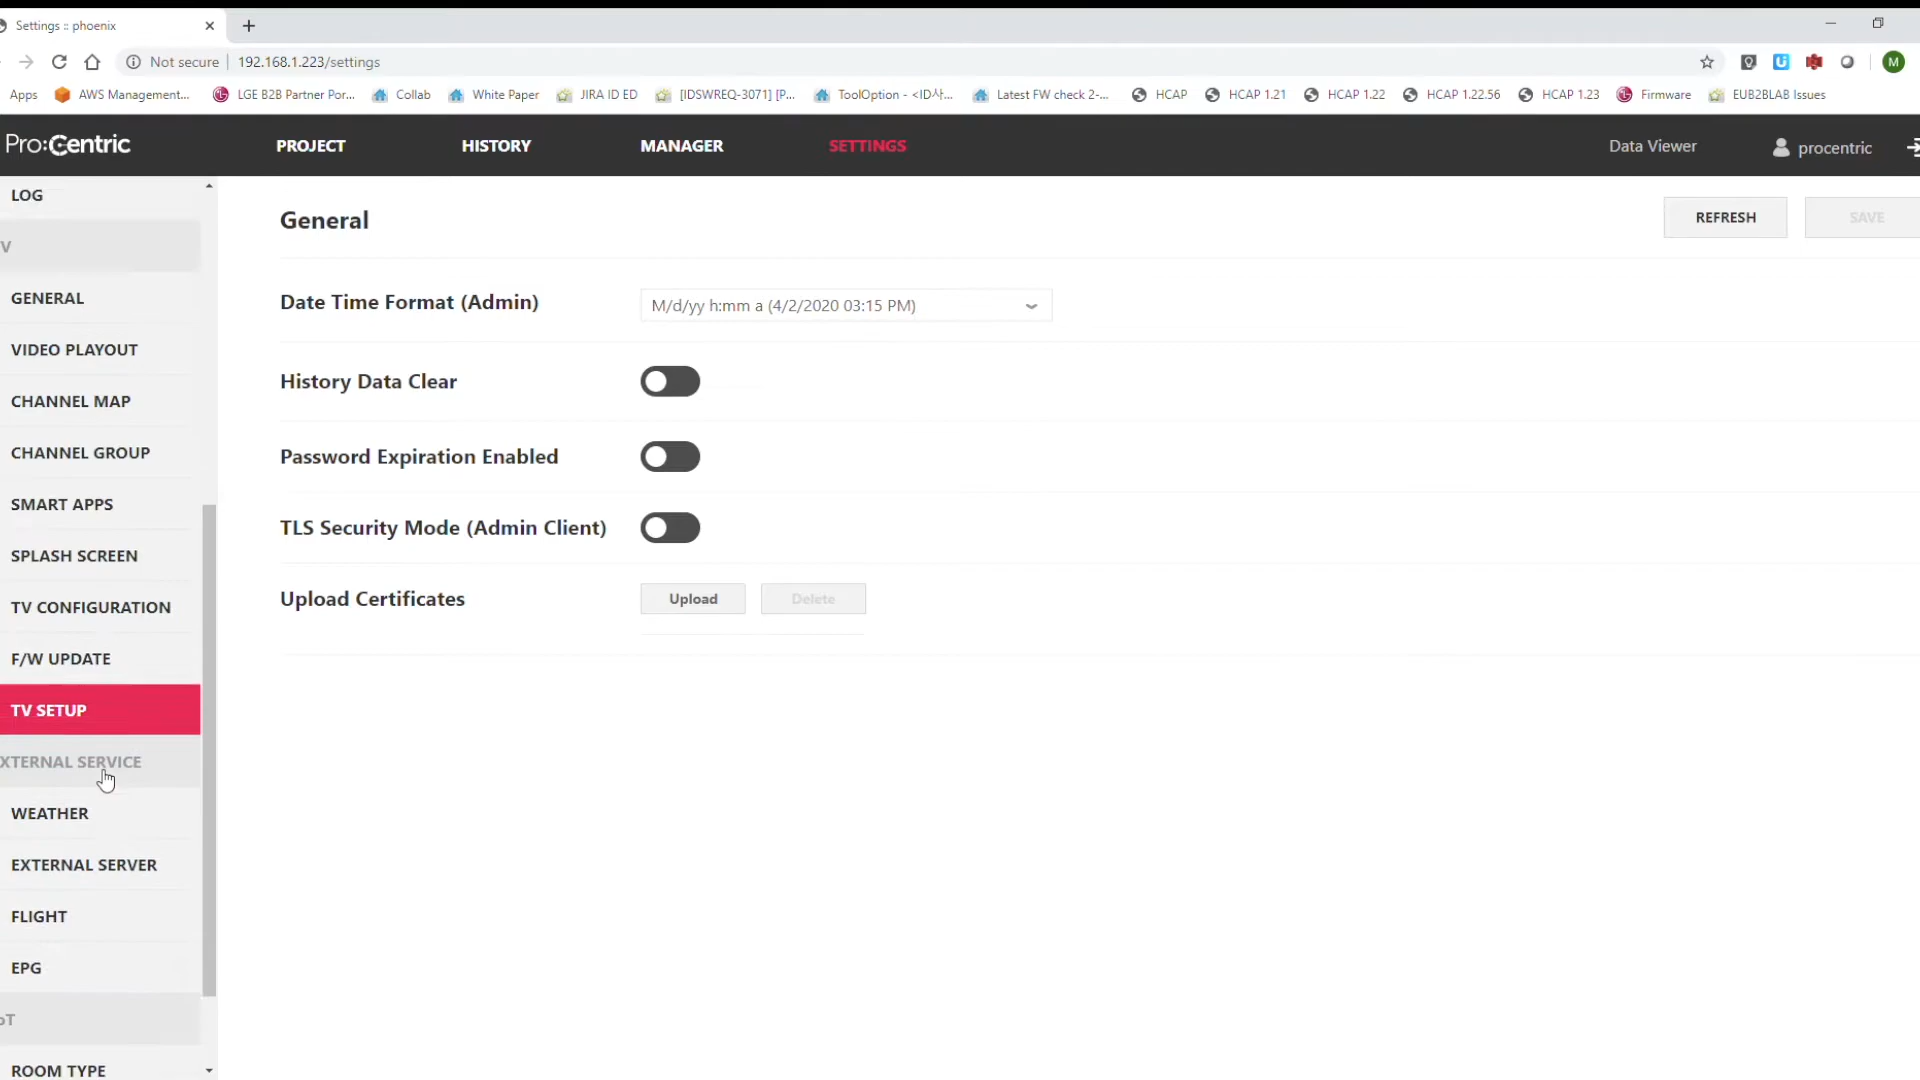 Settings :: phoenix
Not secure 192.168.1.223/settings
Apps AWS Management... LGE B2B Partner Por... Collab White Paper JIRA ID ED [IDSWREQ-3071] [P... ToolOption - <ID사... Latest FW check 2-... HCAP HCAP 1.21 HCAP 1.22 HCAP 1.22.56 HCAP 1.23 Firmware EUB2BLAB Issues
M
Pro:Centric PROJECT HISTORY MANAGER SETTINGS Data Viewer procentric
LOG
V
GENERAL
VIDEO PLAYOUT
CHANNEL MAP
CHANNEL GROUP
SMART APPS
SPLASH SCREEN
TV CONFIGURATION
F/W UPDATE
TV SETUP
XTERNAL SERVICE
WEATHER
EXTERNAL SERVER
FLIGHT
EPG
oT
ROOM TYPE
General REFRESH SAVE
Date Time Format (Admin) M/d/yy h:mm a (4/2/2020 03:15 PM)
History Data Clear
Password Expiration Enabled
TLS Security Mode (Admin Client)
Upload Certificates Upload Delete